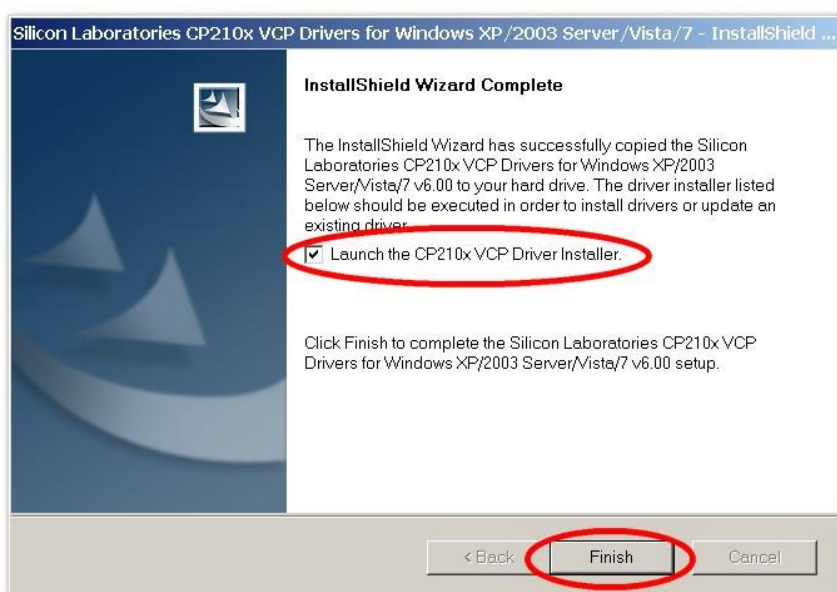 Silicon Laboratories CP210x VCP Drivers for Windows XP/2003 Server/Vista/7 - InstallShield ...
InstallShield Wizard Complete
The InstallShield Wizard has successfully copied the Silicon
Laboratories CP210x VCP Drivers for Windows XP/2003
Server/Vista/7 v6.00 to your hard drive. The driver installer listed
below should be executed in order to install drivers or update an
existing driver.
Launch the CP210x VCP Driver Installer.
Click Finish to complete the Silicon Laboratories CP210x VCP
Drivers for Windows XP/2003 Server/Vista/7 v6.00 setup.
< Back
Finish
Cancel